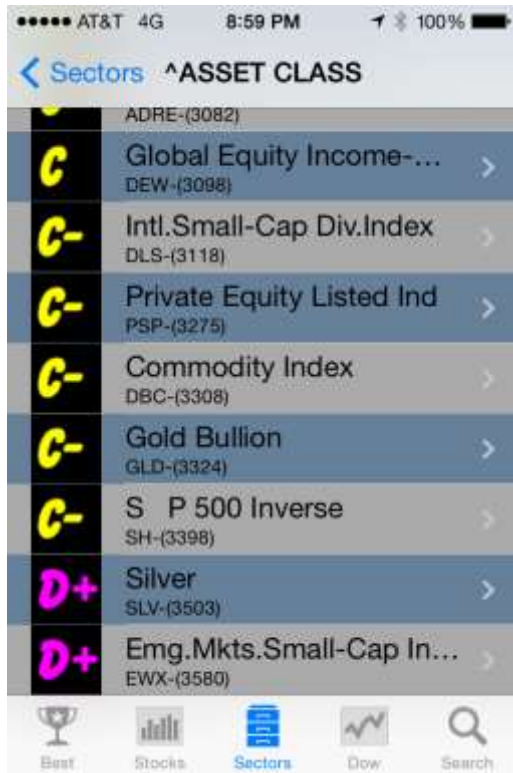 AT&T 4G 8:59 PM 100%
Sectors ^ASSET CLASS
ADRE-(3082)
C Global Equity Income-...
DEW-(3098)
C- Intl.Small-Cap Div.Index
DLS-(3118)
C- Private Equity Listed Ind
PSP-(3275)
C- Commodity Index
DBC-(3308)
C- Gold Bullion
GLD-(3324)
C- S P 500 Inverse
SH-(3398)
D+ Silver
SLV-(3503)
D+ Emg.Mkts.Small-Cap In...
EWX-(3580)
Best Stocks Sectors Dow Search